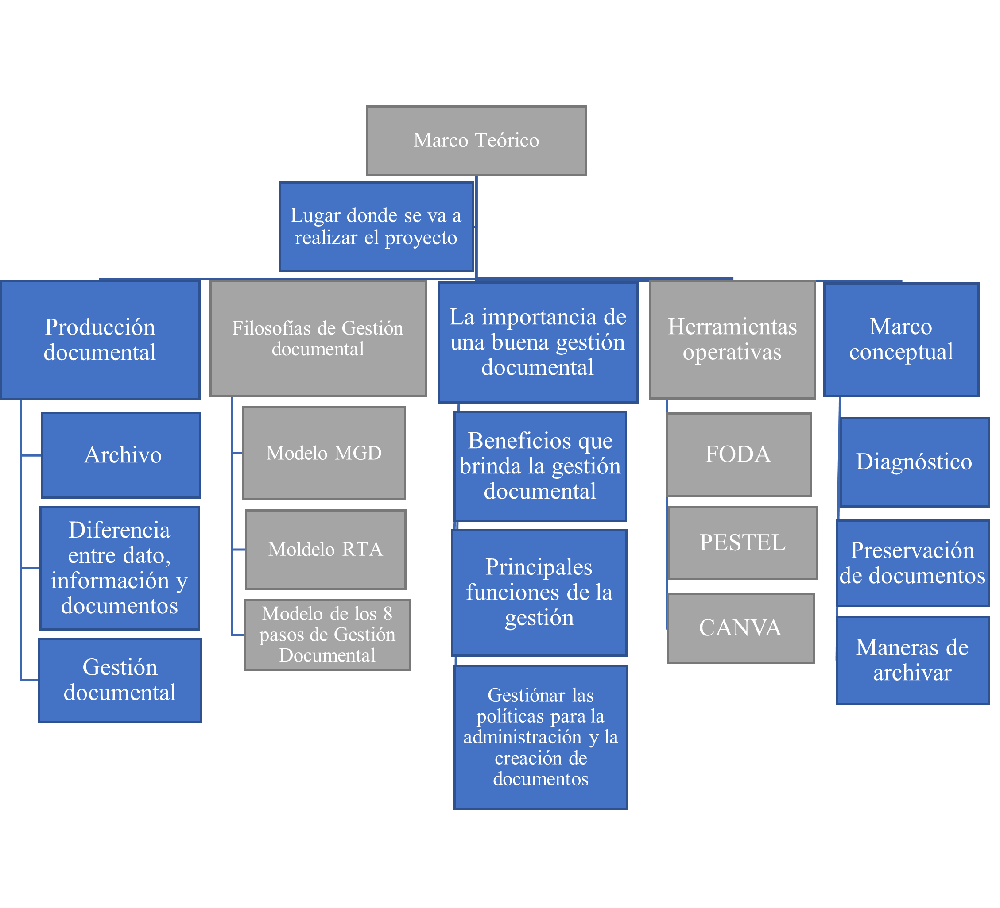 Marco Teórico
Lugar donde se va a
realizar el proyecto
Producción
documental
Archivo
Diferencia
entre dato,
información y
documentos
Gestión
documental
Filosofías de Gestión
documental
Modelo MGD
Moldelo RTA
Modelo de los 8
pasos de Gestión
Documental
La importancia de
una buena gestión
documental
Beneficios que
brinda la gestión
documental
Principales
funciones de la
gestión
Gestiónar las
políticas para la
administración y la
creación de
documentos
Herramientas
operativas
FODA
PESTEL
CANVA
Marco
conceptual
Diagnóstico
Preservación
de documentos
Maneras de
archivar